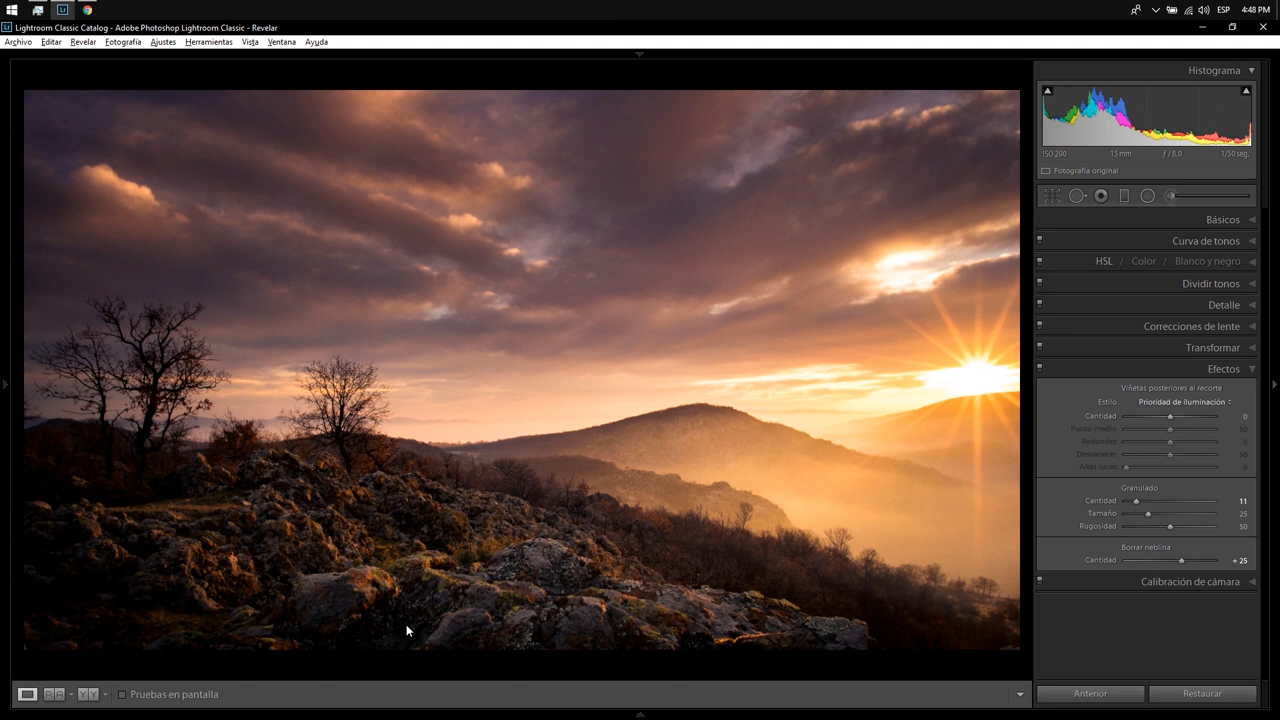 ESP 4:48 PM
Lr Lightroom Classic Catalog - Adobe Photoshop Lightroom Classic - Revelar
Archivo Editar Revelar Fotografía Ajustes Herramientas Vista Ventana Ayuda
Histograma
ISO 200 15 mm f / 8.0 1/50 seg.
Fotografía original
Básicos
Curva de tonos
HSL / Color / Blanco y negro
Dividir tonos
Detalle
Correcciones de lente
Transformar
Efectos
Viñetas posteriores al recorte
Estilo Prioridad de iluminación
Cantidad 0
Punto medio 50
Redondez 0
Desvanecer 50
Altas luces 0
Granulado
Cantidad 11
Tamaño 25
Rugosidad 50
Borrar neblina
Cantidad + 25
Calibración de cámara
R A Y Y Pruebas en pantalla
Anterior Restaurar